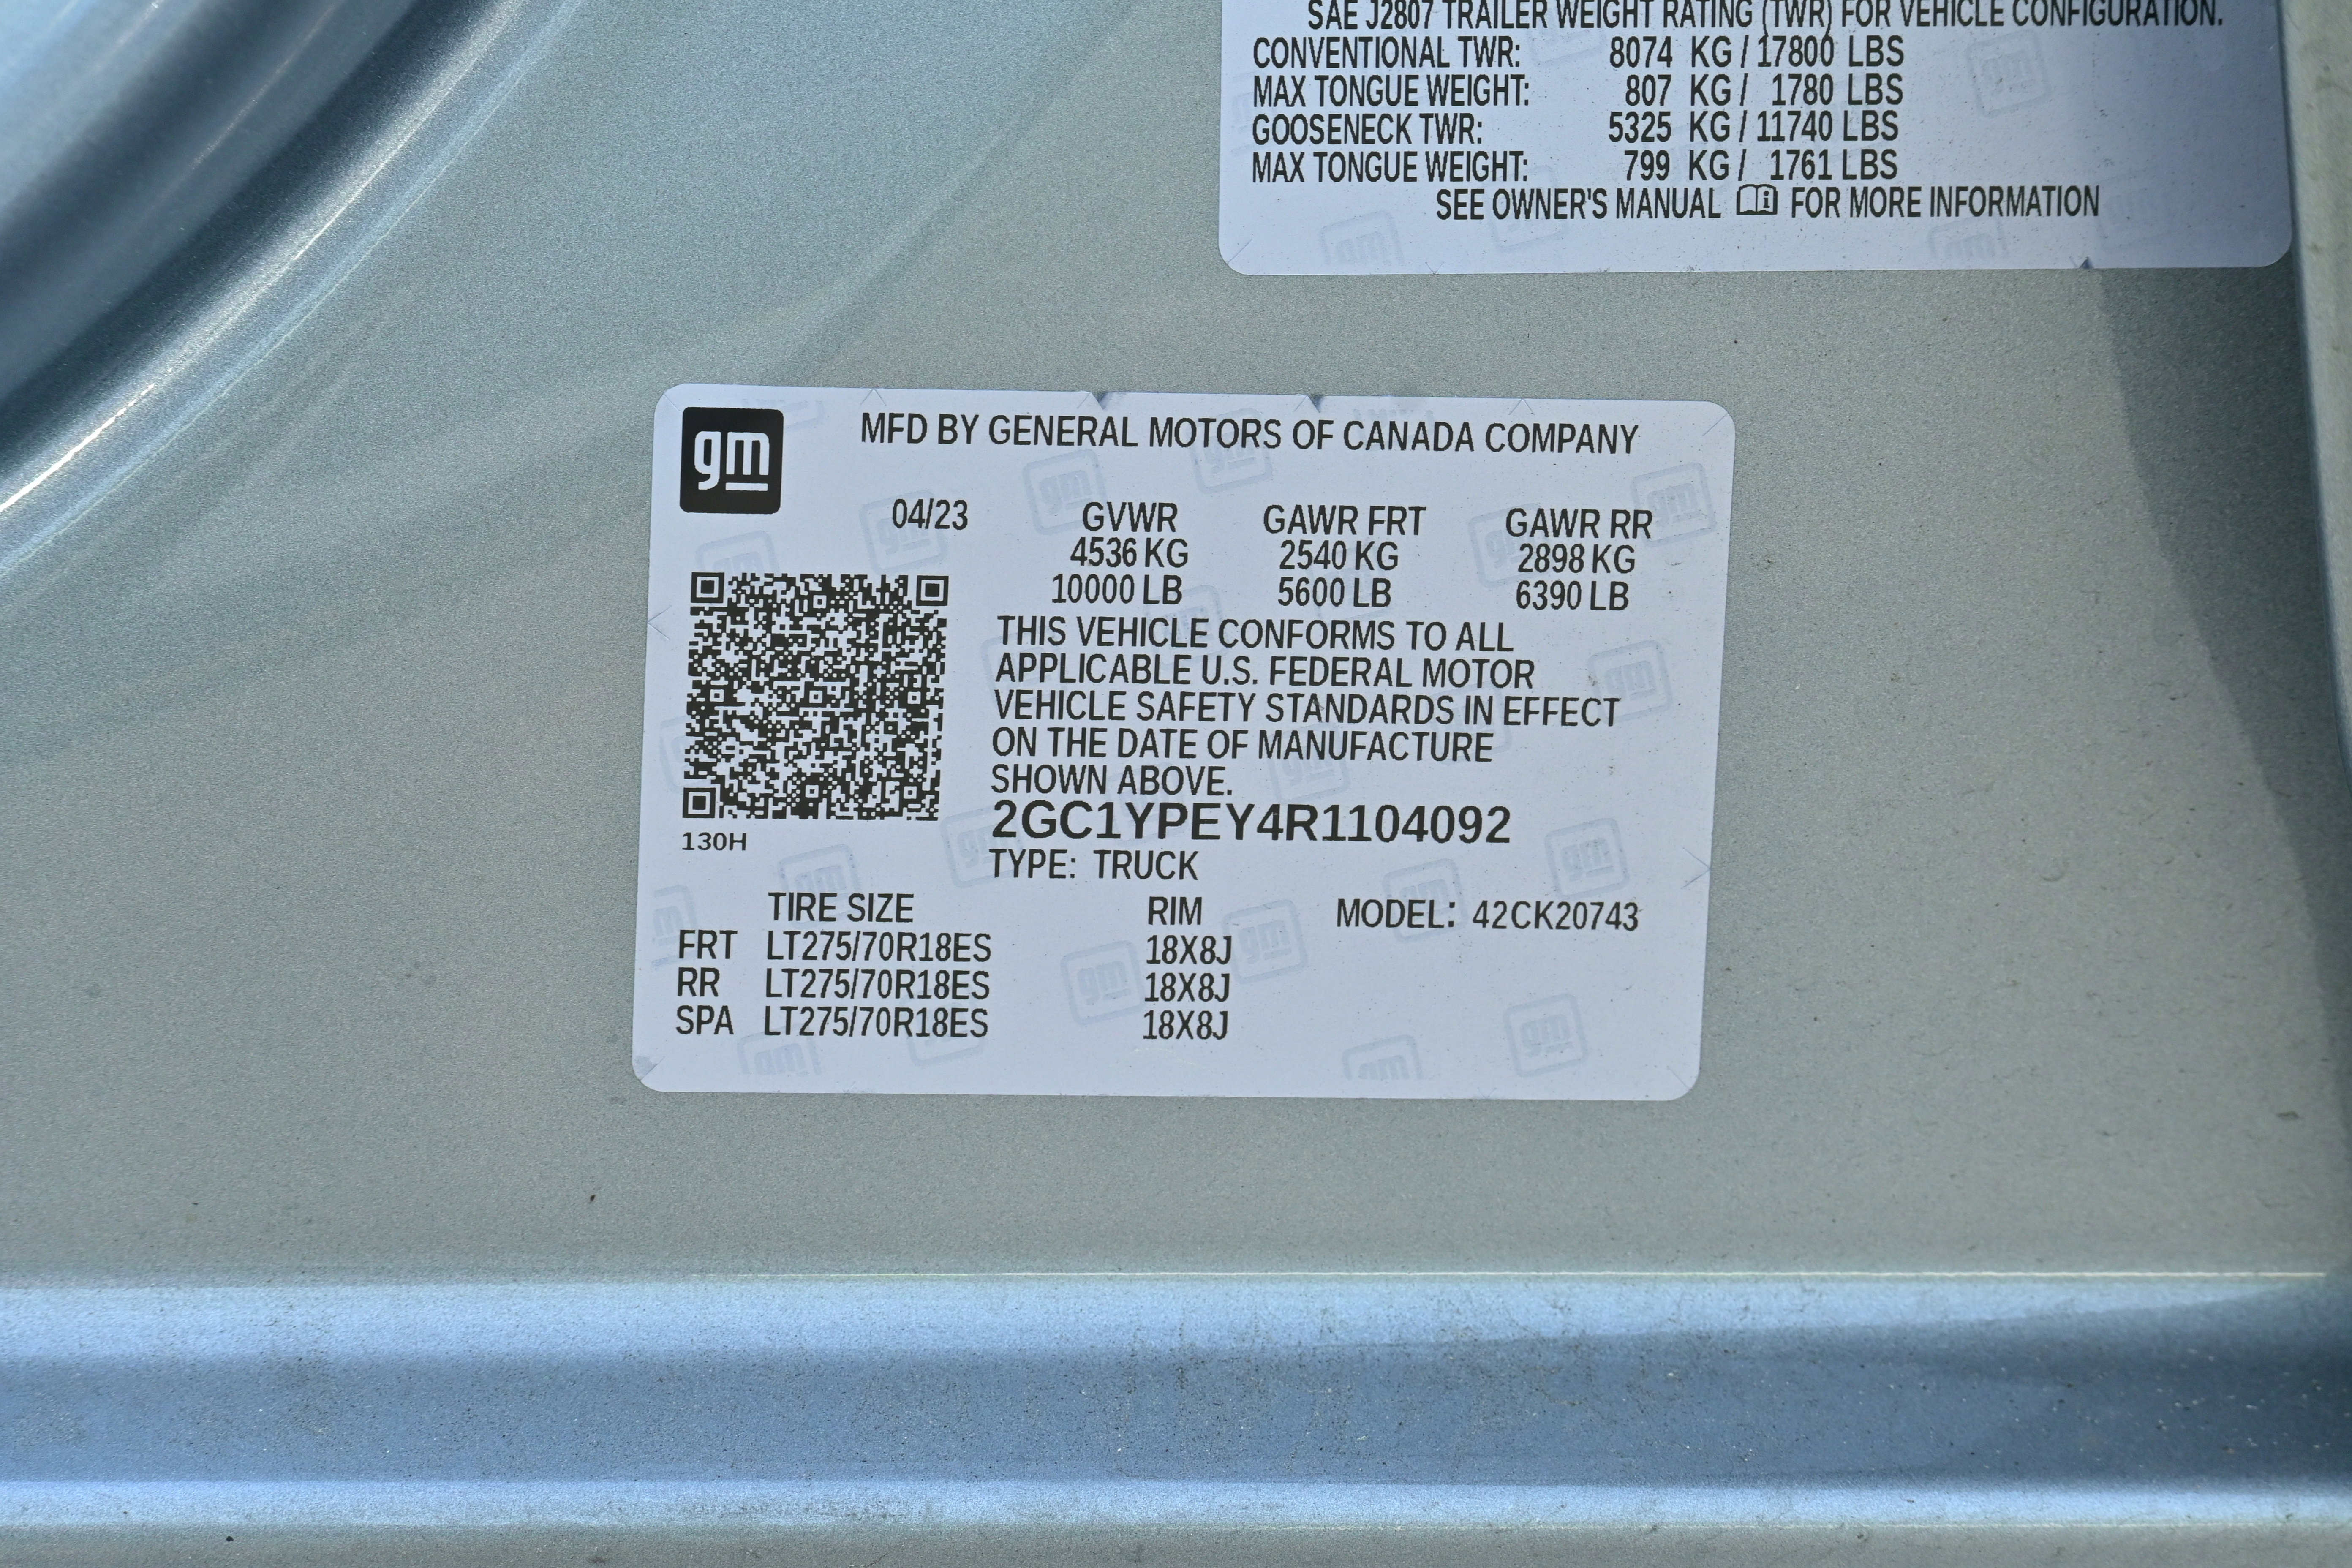 SAE J2807 TRAILER WEIGHT RATING (TWR) FOR VEHICLE CONFIGURATION.
CONVENTIONAL TWR: 8074 KG / 17800 LBS
MAX TONGUE WEIGHT: 807 KG / 1780 LBS
GOOSENECK TWR: 5325 KG / 11740 LBS
MAX TONGUE WEIGHT: 799 KG / 1761 LBS
SEE OWNER'S MANUAL FOR MORE INFORMATION
gm
MFD BY GENERAL MOTORS OF CANADA COMPANY
04/23 GVWR GAWR FRT GAWR RR
4536 KG 2540 KG 2898 KG
10000 LB 5600 LB 6390 LB
THIS VEHICLE CONFORMS TO ALL
APPLICABLE U.S. FEDERAL MOTOR
VEHICLE SAFETY STANDARDS IN EFFECT
ON THE DATE OF MANUFACTURE
SHOWN ABOVE.
2GC1YPEY4R1104092
130H
TYPE: TRUCK
TIRE SIZE RIM MODEL: 42CK20743
FRT LT275/70R18ES 18X8J
RR LT275/70R18ES 18X8J
SPA LT275/70R18ES 18X8J